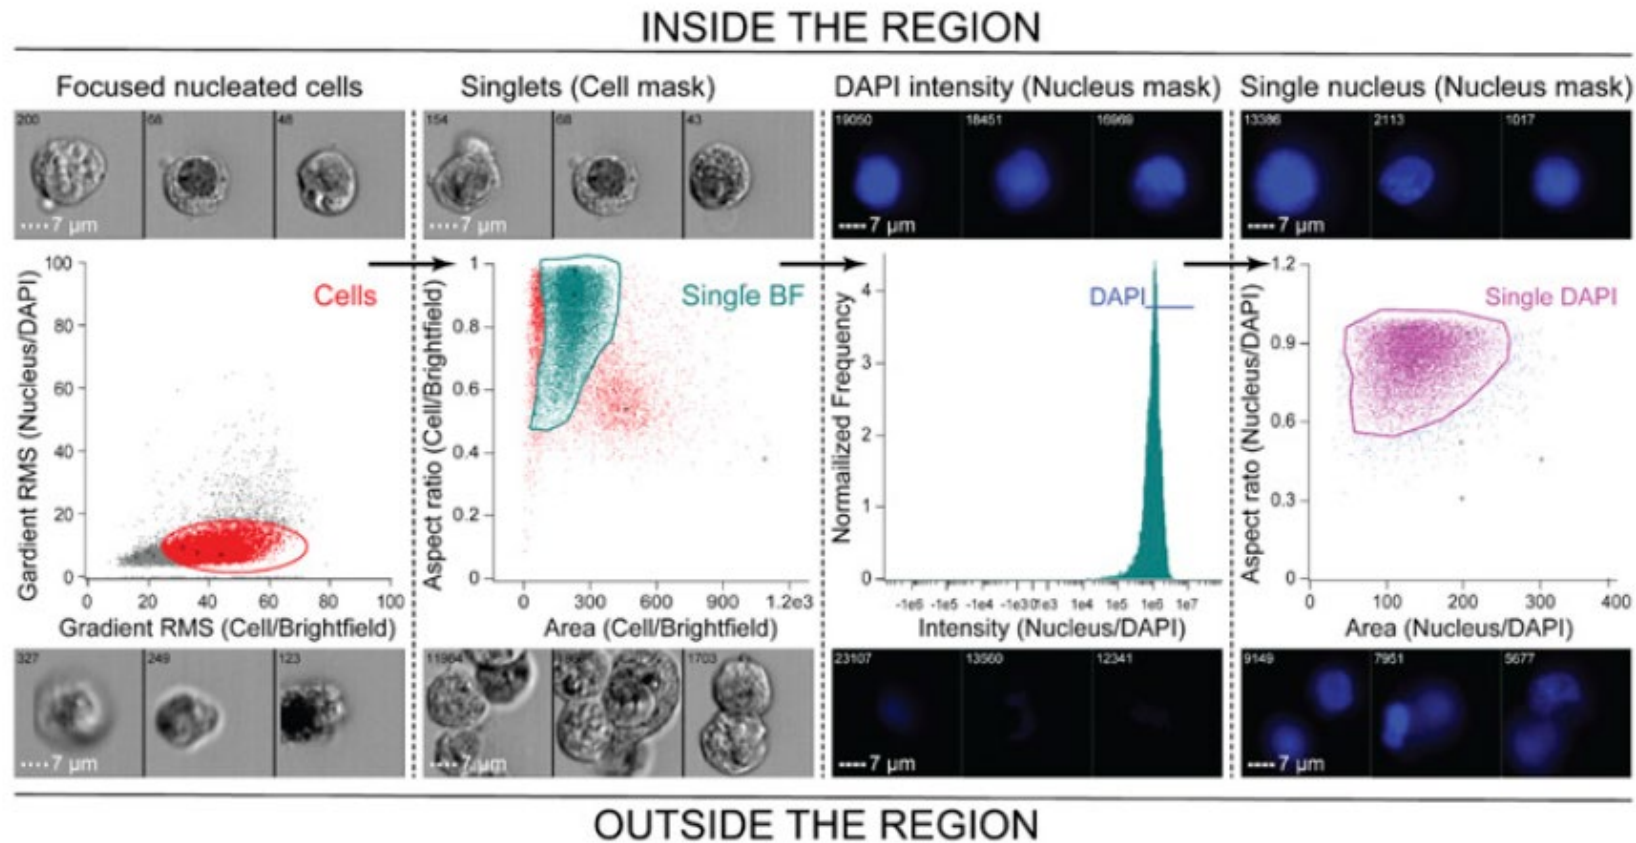 INSIDE THE REGION
Focused nucleated cells
Singlets (Cell mask)
DAPI intensity (Nucleus mask)
Single nucleus (Nucleus mask)
200
68
48
7 µm
154
68
43
7 µm
19050
18451
16969
7 µm
13386
2113
1017
7 µm
Gardient RMS (Nucleus/DAPI)
100
80
60
40
20
0
Cells
0 20 40 60 80 100
Gradient RMS (Cell/Brightfield)
Aspect ratio (Cell/Brightfield)
1
0.8
0.6
0.4
0.2
0
Single BF
0 300 600 900 1.2e3
Area (Cell/Brightfield)
Normailized Frequency
4
3
2
1
0
DAPI
-1e6 -1e5 -1e4 -1e3 0 1e3 1e4 1e5 1e6 1e7
Intensity (Nucleus/DAPI)
Aspect rato (Nucleus/DAPI)
1.2
0.9
0.6
0.3
0
Single DAPI
0 100 200 300 400
Area (Nucleus/DAPI)
327
249
123
7 µm
11964
1703
7 µm
23107
13960
12341
7 µm
9149
7951
5677
7 µm
OUTSIDE THE REGION